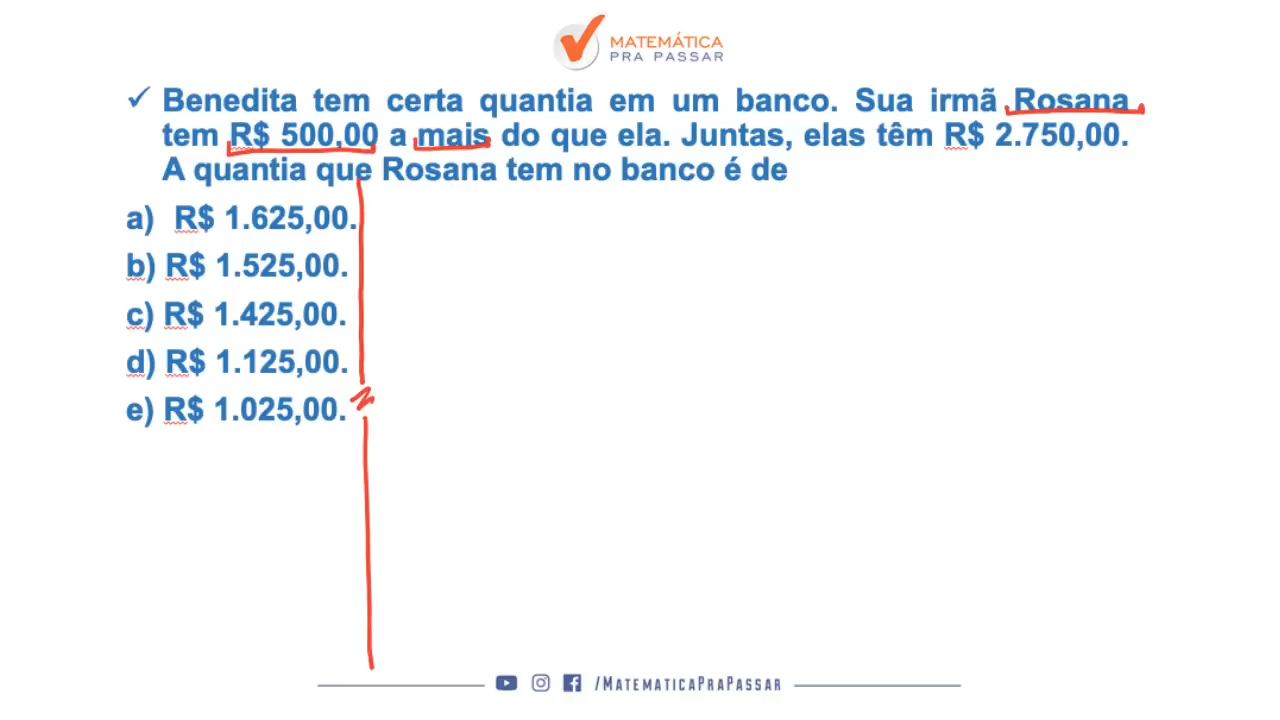 MATEMÁTICA
PRA PASSAR
✓ Benedita tem certa quantia em um banco. Sua irmã Rosana
tem R$ 500,00 a mais do que ela. Juntas, elas têm R$ 2.750,00.
A quantia que Rosana tem no banco é de
a) R$ 1.625,00.
b) R$ 1.525,00.
c) R$ 1.425,00.
d) R$ 1.125,00.
e) R$ 1.025,00.
/MATEMATICAPRAPASSAR